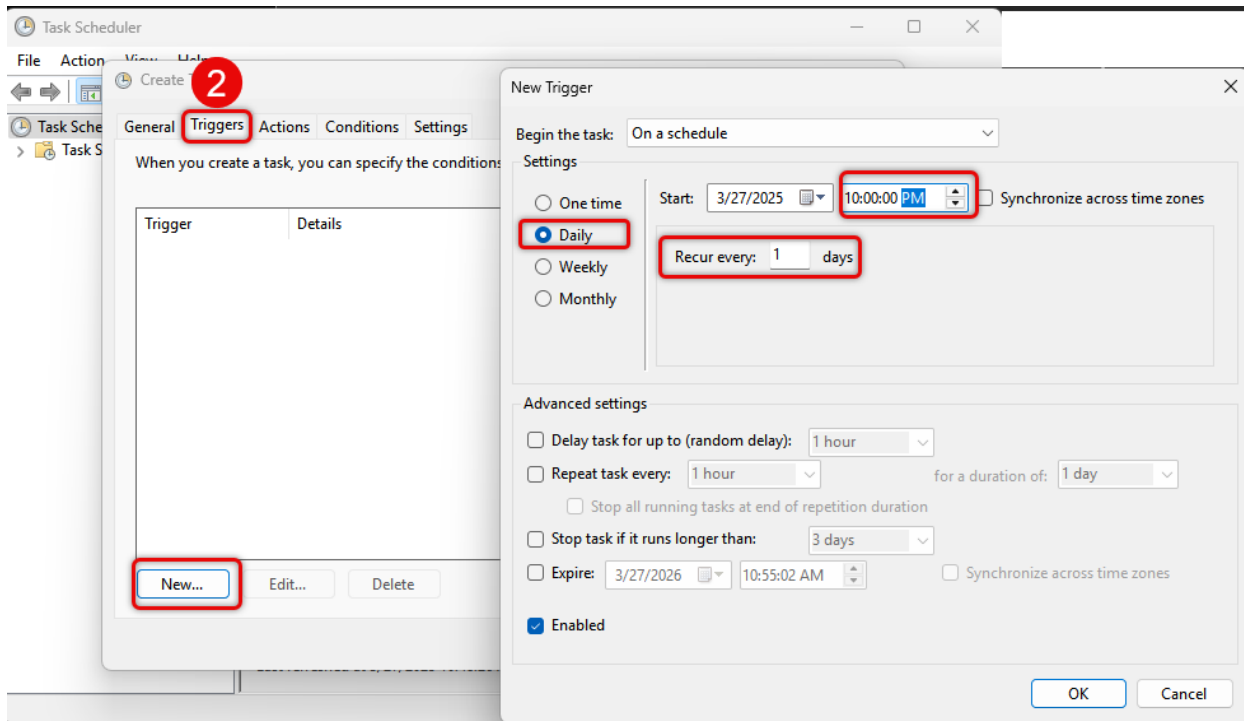 Task Scheduler
File Action View Help
Create
2
Task Sche
Task S
General Triggers Actions Conditions Settings
When you create a task, you can specify the conditions
Trigger Details
New... Edit... Delete
New Trigger
Begin the task: On a schedule
Settings
One time
Daily
Weekly
Monthly
Start: 3/27/2025 10:00:00 PM Synchronize across time zones
Recur every: 1 days
Advanced settings
Delay task for up to (random delay): 1 hour
Repeat task every: 1 hour for a duration of: 1 day
Stop all running tasks at end of repetition duration
Stop task if it runs longer than: 3 days
Expire: 3/27/2026 10:55:02 AM Synchronize across time zones
Enabled
OK Cancel